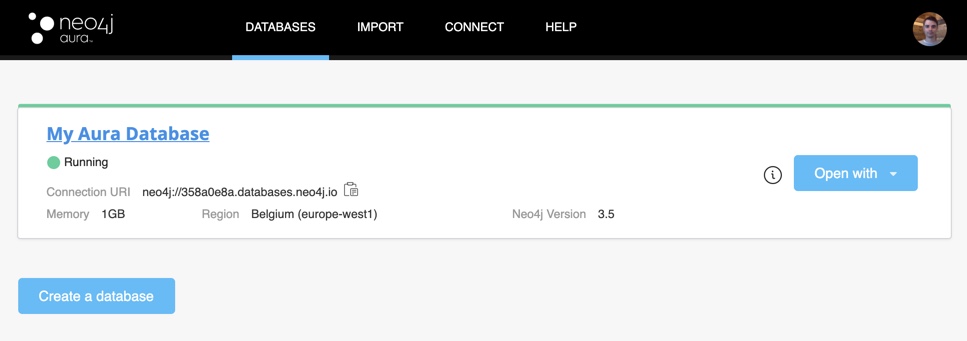 neo4j
aura™
DATABASES IMPORT CONNECT HELP
My Aura Database
Running
Connection URI neo4j://358a0e8a.databases.neo4j.io
Memory 1GB Region Belgium (europe-west1) Neo4j Version 3.5
Open with
Create a database